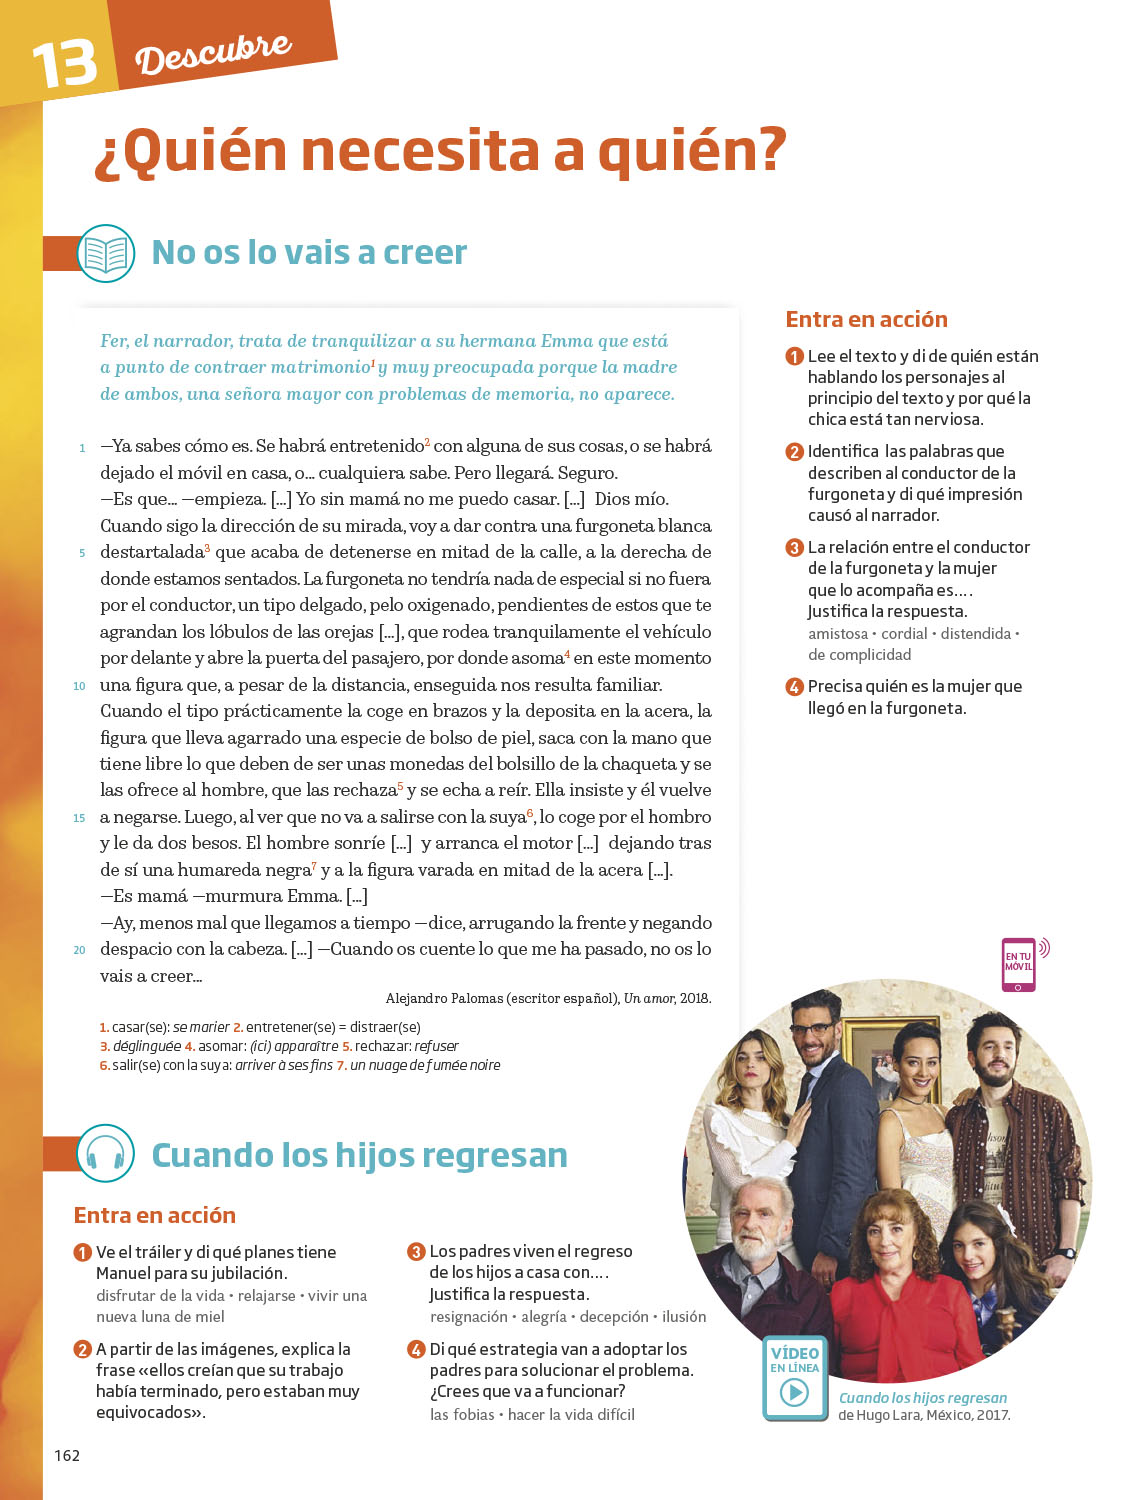 13 Descubre
¿Quién necesita a quién?
No os lo vais a creer
Fer, el narrador, trata de tranquilizar a su hermana Emma que está
a punto de contraer matrimonio1 y muy preocupada porque la madre
de ambos, una señora mayor con problemas de memoria, no aparece.
1 —Ya sabes cómo es. Se habrá entretenido2 con alguna de sus cosas, o se habrá
dejado el móvil en casa, o... cualquiera sabe. Pero llegará. Seguro.
—Es que... —empieza. [...] Yo sin mamá no me puedo casar. [...] Dios mío.
Cuando sigo la dirección de su mirada, voy a dar contra una furgoneta blanca
5 destartalada3 que acaba de detenerse en mitad de la calle, a la derecha de
donde estamos sentados. La furgoneta no tendría nada de especial si no fuera
por el conductor, un tipo delgado, pelo oxigenado, pendientes de estos que te
agrandan los lóbulos de las orejas [...], que rodea tranquilamente el vehículo
por delante y abre la puerta del pasajero, por donde asoma4 en este momento
10 una figura que, a pesar de la distancia, enseguida nos resulta familiar.
Cuando el tipo prácticamente la coge en brazos y la deposita en la acera, la
figura que lleva agarrado una especie de bolso de piel, saca con la mano que
tiene libre lo que deben de ser unas monedas del bolsillo de la chaqueta y se
las ofrece al hombre, que las rechaza5 y se echa a reír. Ella insiste y él vuelve
15 a negarse. Luego, al ver que no va a salirse con la suya6, lo coge por el hombro
y le da dos besos. El hombre sonríe [...] y arranca el motor [...] dejando tras
de sí una humareda negra7 y a la figura varada en mitad de la acera [...].
—Es mamá —murmura Emma. [...]
—Ay, menos mal que llegamos a tiempo —dice, arrugando la frente y negando
20 despacio con la cabeza. [...] —Cuando os cuente lo que me ha pasado, no os lo
vais a creer...
Alejandro Palomas (escritor español), Un amor, 2018.
1. casar(se): se marier 2. entretener(se) = distraer(se)
3. déglinguée 4. asomar: (ici) apparaître 5. rechazar: refuser
6. salir(se) con la suya: arriver à ses fins 7. un nuage de fumée noire
Entra en acción
1 Lee el texto y di de quién están
hablando los personajes al
principio del texto y por qué la
chica está tan nerviosa.
2 Identifica las palabras que
describen al conductor de la
furgoneta y di qué impresión
causó al narrador.
3 La relación entre el conductor
de la furgoneta y la mujer
que lo acompaña es... .
Justifica la respuesta.
amistosa • cordial • distendida •
de complicidad
4 Precisa quién es la mujer que
llegó en la furgoneta.
EN TU
MÓVIL
Cuando los hijos regresan
Entra en acción
1 Ve el tráiler y di qué planes tiene
Manuel para su jubilación.
disfrutar de la vida • relajarse • vivir una
nueva luna de miel
2 A partir de las imágenes, explica la
frase «ellos creían que su trabajo
había terminado, pero estaban muy
equivocados».
3 Los padres viven el regreso
de los hijos a casa con... .
Justifica la respuesta.
resignación • alegría • decepción • ilusión
4 Di qué estrategia van a adoptar los
padres para solucionar el problema.
¿Crees que va a funcionar?
las fobias • hacer la vida difícil
VÍDEO
EN LÍNEA
Cuando los hijos regresan
de Hugo Lara, México, 2017.
162